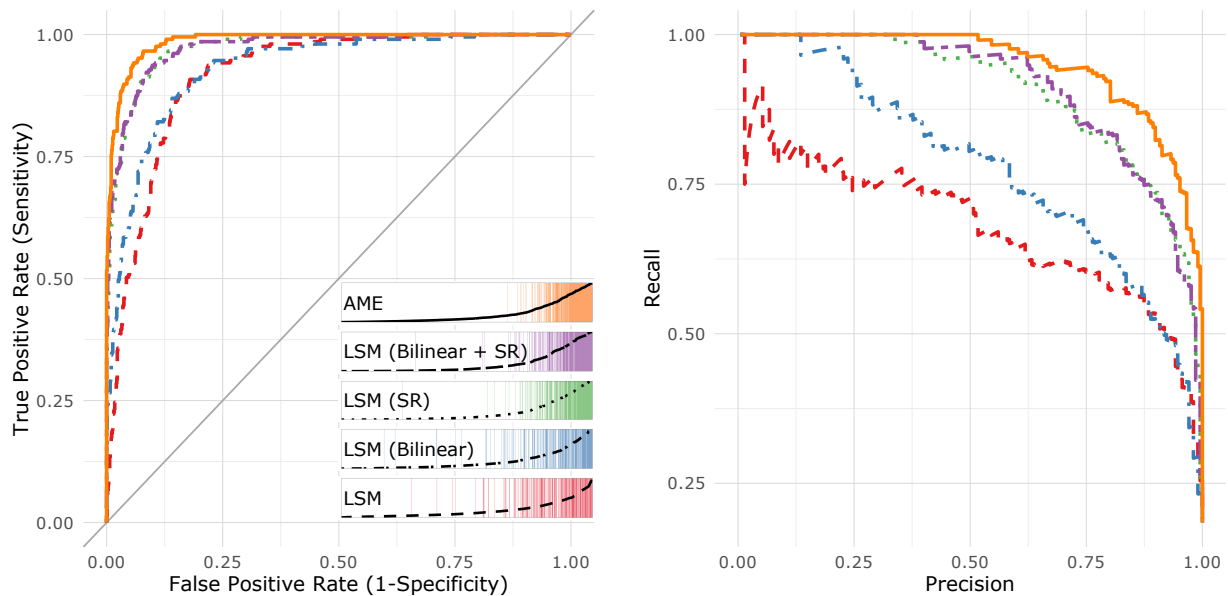 True Positive Rate (Sensitivity)
1.00
0.75
0.50
0.25
0.00
AME
LSM (Bilinear + SR)
LSM (SR)
LSM (Bilinear)
LSM
0.00
0.25
0.50
0.75
1.00
False Positive Rate (1-Specificity)
Recall
1.00
0.75
0.50
0.25
0.00
0.25
0.50
0.75
1.00
Precision